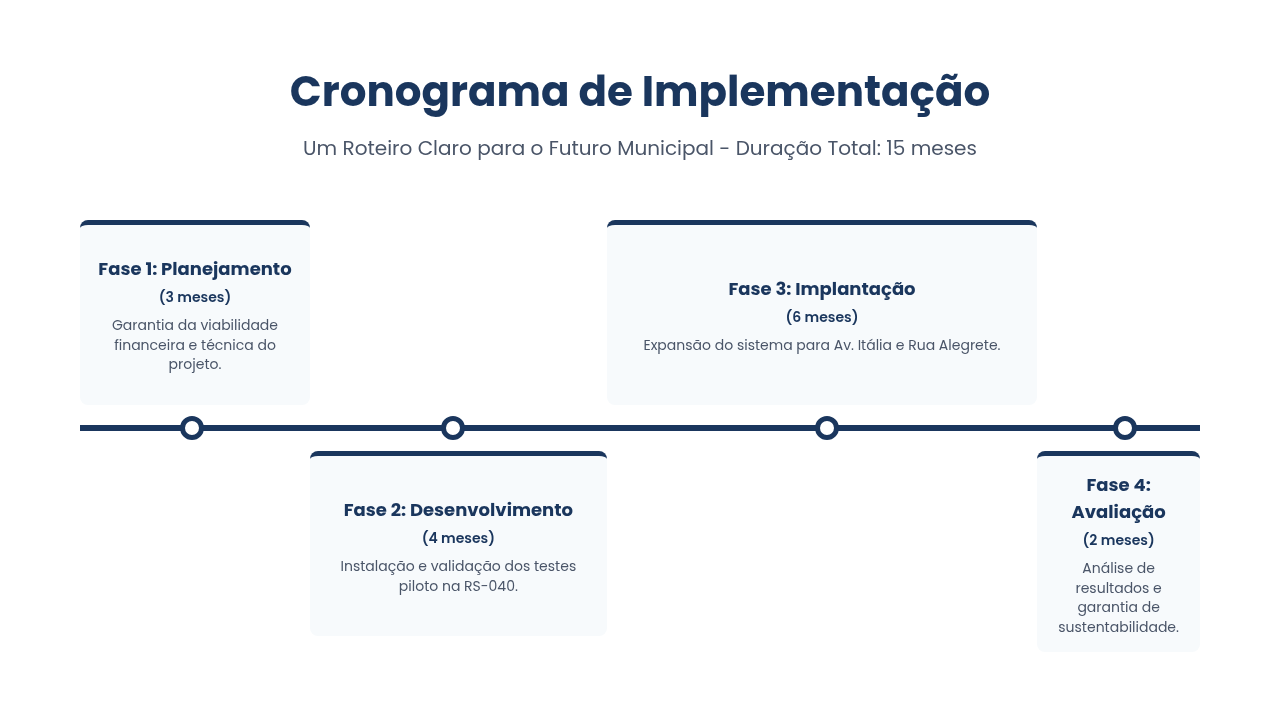 Cronograma de Implementação
Um Roteiro Claro para o Futuro Municipal - Duração Total: 15 meses
Fase 1: Planejamento
(3 meses)
Garantia da viabilidade
financeira e técnica do
projeto.
Fase 2: Desenvolvimento
(4 meses)
Instalação e validação dos testes
piloto na RS-040.
Fase 3: Implantação
(6 meses)
Expansão do sistema para Av. Itália e Rua Alegrete.
Fase 4:
Avaliação
(2 meses)
Análise de
resultados e
garantia de
sustentabilidade.